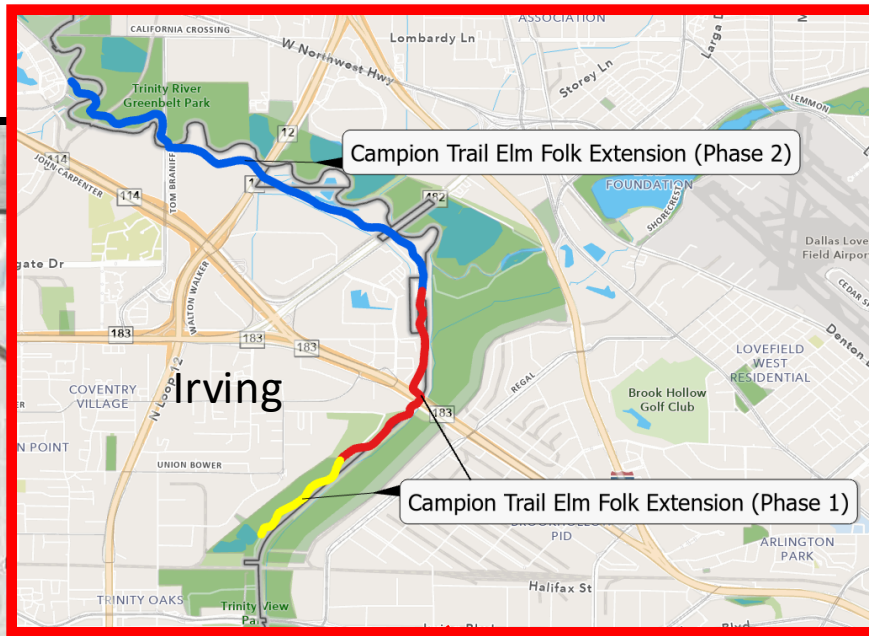 ASSOCIATION
CALIFORNIA CROSSING
Lombardy Ln
W Northwest Hwy
Larga D
Storey Ln
Trinity River
Greenbelt Park
LEMMON
12
Campion Trail Elm Folk Extension (Phase 2)
114
JOHN CARPENTER
114
TOM BRANIFF
482
FOUNDATION
SHORECREST
Dallas Love
Field Airpor
gate Dr
WALTON WALKER
CEDAR S
183
183
183
Denton
LOVEFIELD
WEST
RESIDENTIAL
COVENTRY
VILLAGE
Irving
N Loop 12
REGAL
Brook Hollow
Golf Club
183
N POINT
UNION BOWER
Campion Trail Elm Folk Extension (Phase 1)
PID
ARLINGTON
PARK
Halifax St
TRINITY OAKS
Trinity View